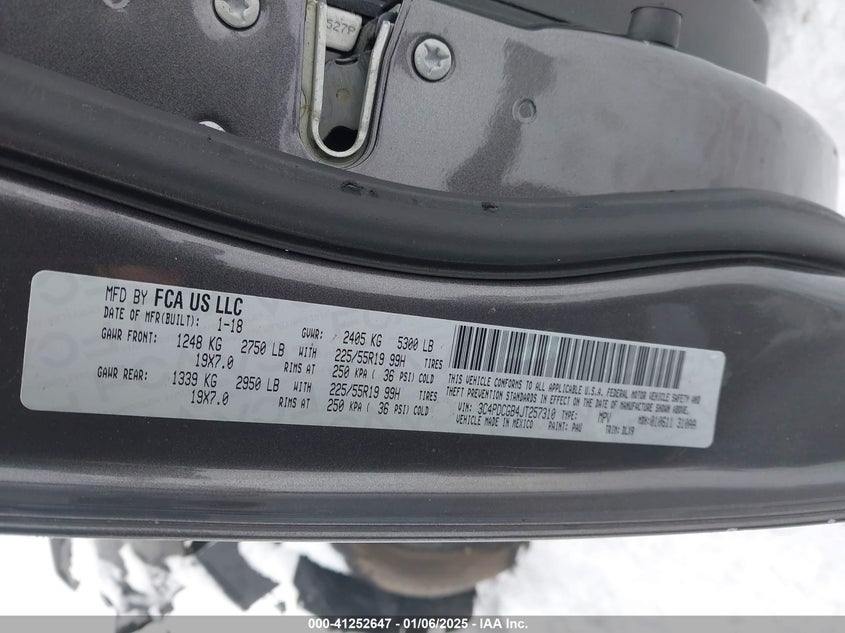 527P
MFD BY FCA US LLC
DATE OF MFR(BUILT): 1-18 GVWR: 2405 KG 5300 LB
GAWR FRONT: 1248 KG 2750 LB WITH 225/55R19 99H TIRES
19X7.0 RIMS AT 250 KPA ( 36 PSI) COLD
GAWR REAR: 1339 KG 2950 LB WITH 225/55R19 99H TIRES
19X7.0 RIMS AT 250 KPA ( 36 PSI) COLD
THIS VEHICLE CONFORMS TO ALL APPLICABLE U.S.A. FEDERAL MOTOR VEHICLE SAFETY AND
THEFT PREVENTION STANDARDS IN EFFECT ON THE DATE OF MANUFACTURE SHOWN ABOVE.
VIN: 3C4PDCGB4JT257310 TYPE: MPV MDH: 010611 310AA
VEHICLE MADE IN MEXICO PAINT: PAU TRIM: DLX9
000-41252647 - 01/06/2025 - IAA Inc.